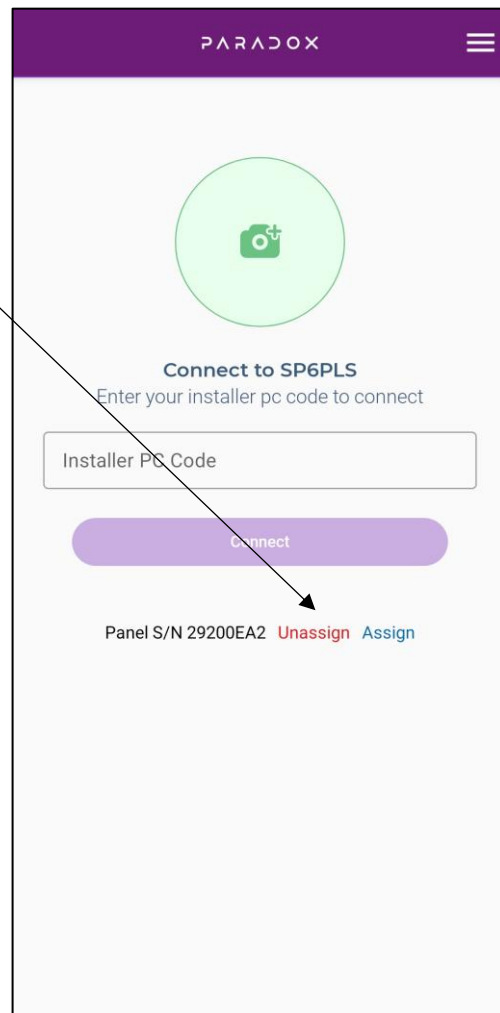 PARADOX
Connect to SP6PLS
Enter your installer pc code to connect
Installer PC Code
Connect
Panel S/N 29200EA2 Unassign Assign